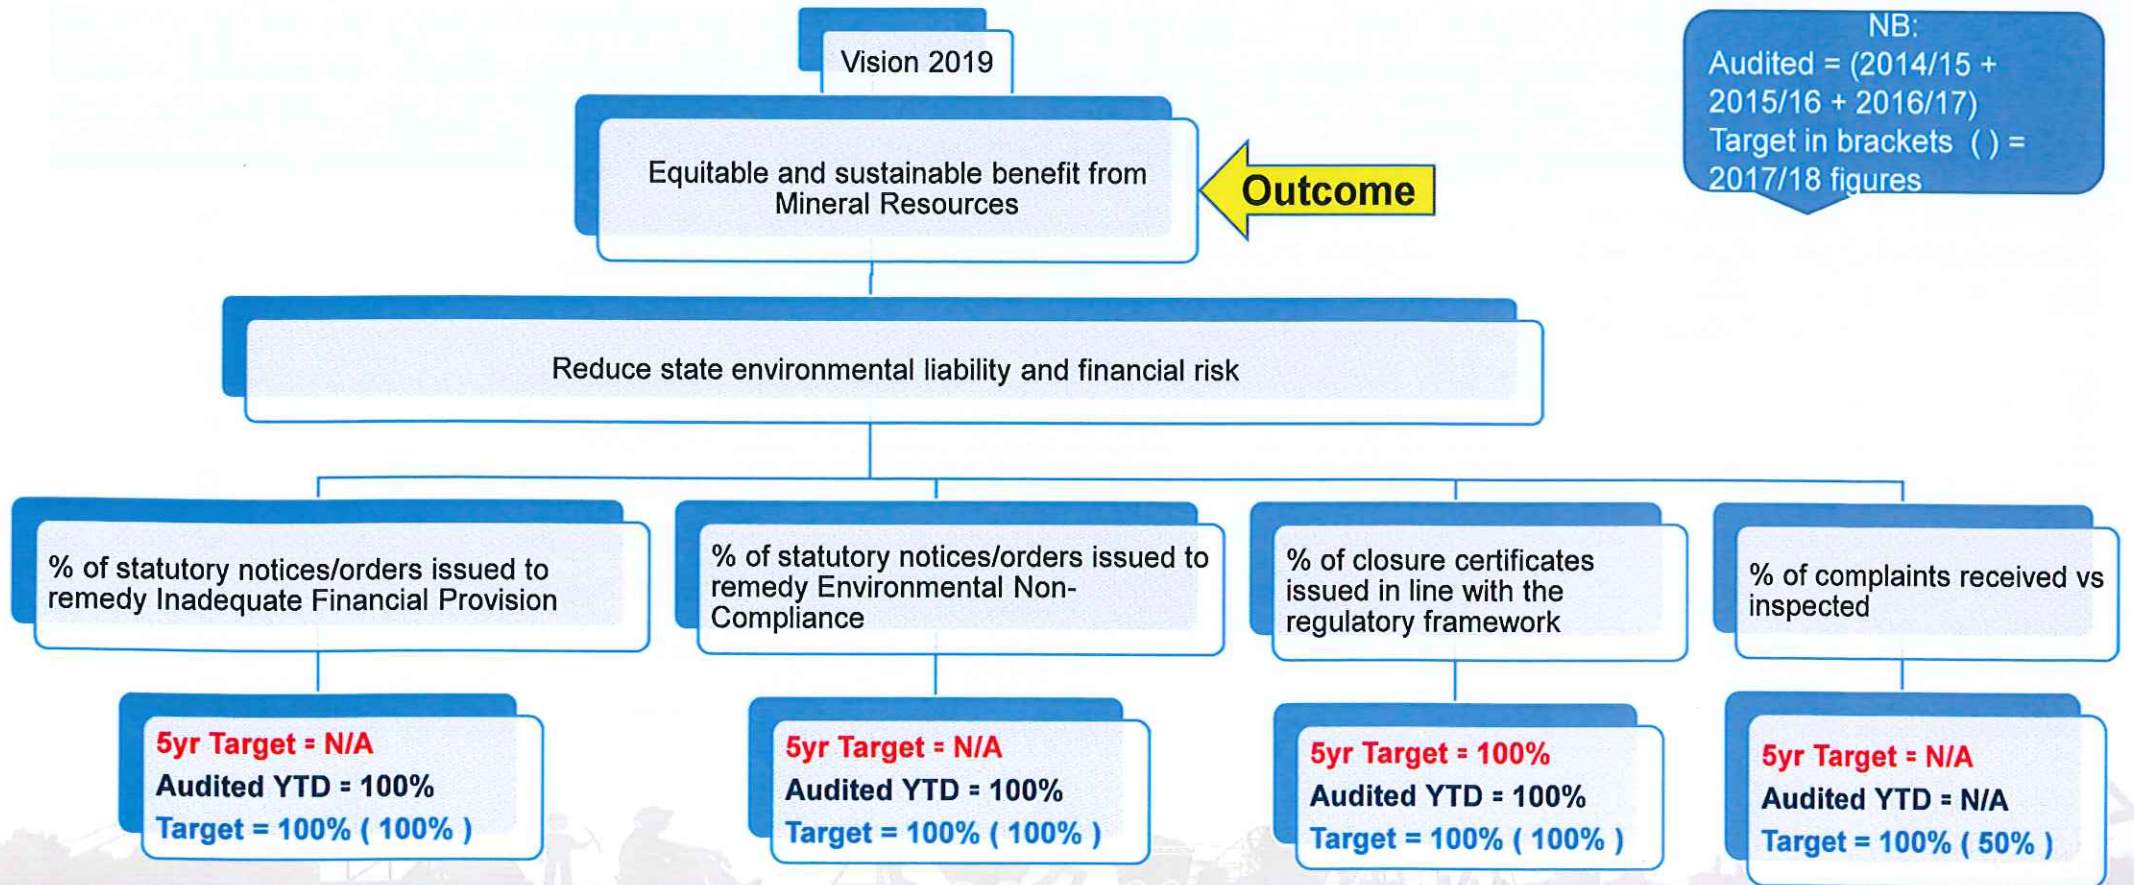 Vision 2019
NB:
Audited = (2014/15 +
2015/16 + 2016/17)
Target in brackets ( ) =
2017/18 figures
Equitable and sustainable benefit from
Mineral Resources
Outcome
Reduce state environmental liability and financial risk
% of statutory notices/orders issued to
remedy Inadequate Financial Provision
% of statutory notices/orders issued to
remedy Environmental Non-
Compliance
% of closure certificates
issued in line with the
regulatory framework
% of complaints received vs
inspected
5yr Target = N/A
Audited YTD = 100%
Target = 100% ( 100% )
5yr Target = N/A
Audited YTD = 100%
Target = 100% ( 100% )
5yr Target = 100%
Audited YTD = 100%
Target = 100% ( 100% )
5yr Target = N/A
Audited YTD = N/A
Target = 100% ( 50% )